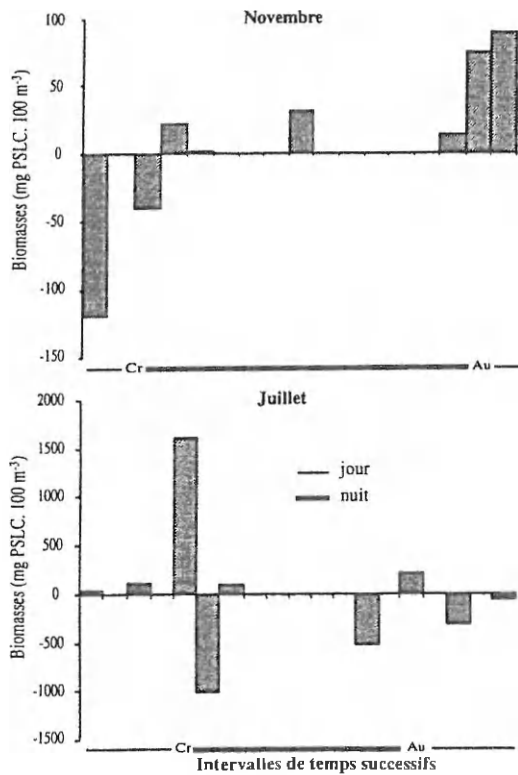 Novembre
Biomasses (mg PSLC. 100 m⁻³)
100
50
0
-50
-100
-150
Cr
Au
Juillet
Biomasses (mg PSLC. 100 m⁻³)
2000
1500
1000
500
0
-500
-1000
-1500
jour
nuit
Cr
Au
Intervalles de temps successifs